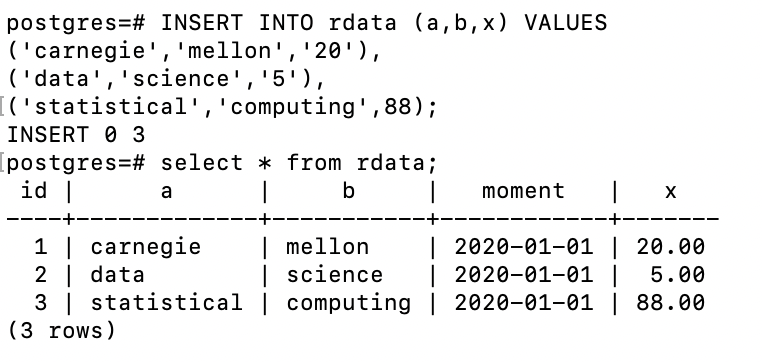 postgres=# INSERT INTO rdata (a,b,x) VALUES
('carnegie','mellon','20'),
('data','science','5'),
[('statistical','computing',88);
INSERT 0 3
[postgres=# select * from rdata;
 id |      a      |     b     |   moment   |   x
----+-------------+-----------+------------+-------
  1 | carnegie    | mellon    | 2020-01-01 | 20.00
  2 | data        | science   | 2020-01-01 |  5.00
  3 | statistical | computing | 2020-01-01 | 88.00
(3 rows)